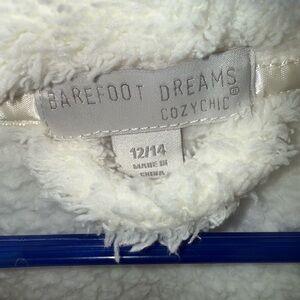 BAREFOOT DREAMS
COZYCHIC®
12/14
MADE IN
CHINA